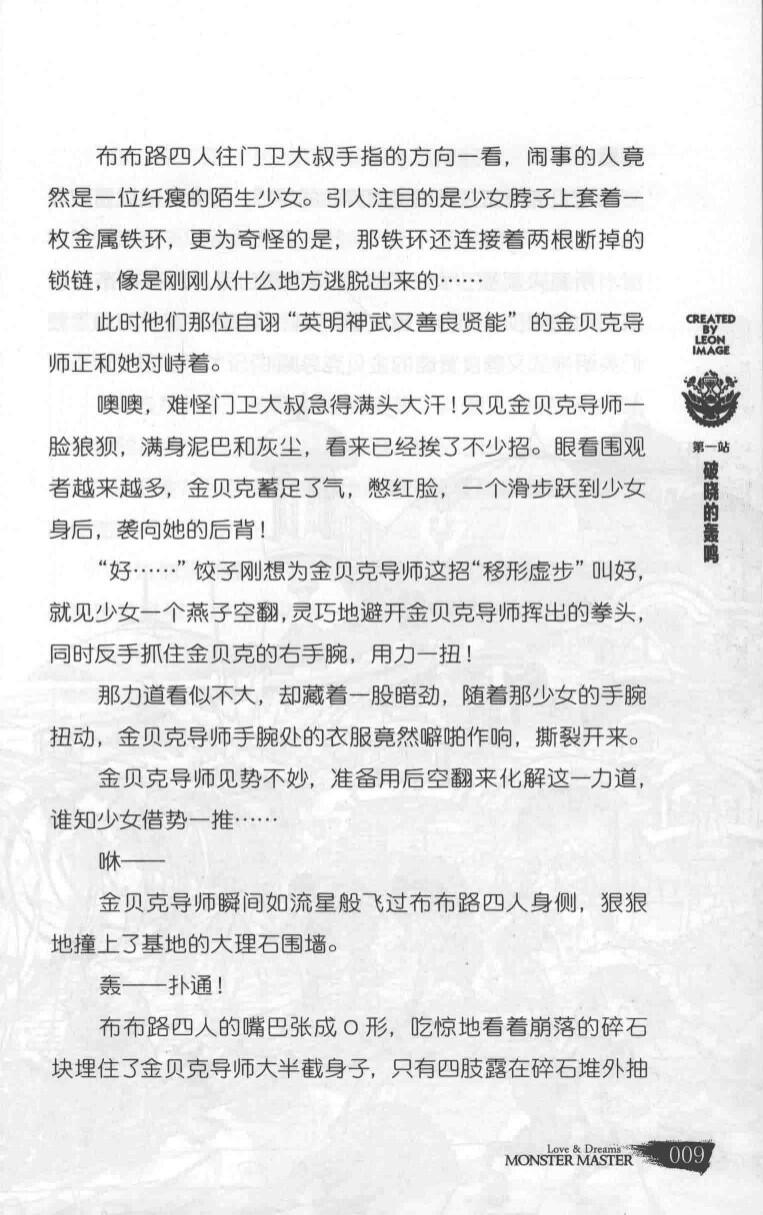 布布路四人往门卫大叔手指的方向一看，闹事的人竟
然是一位纤瘦的陌生少女。引人注目的是少女脖子上套着一
枚金属铁环，更为奇怪的是，那铁环还连接着两根断掉的
锁链，像是刚刚从什么地方逃脱出来的……
此时他们那位自诩“英明神武又善良贤能”的金贝克导
师正和她对峙着。
噢噢，难怪门卫大叔急得满头大汗！只见金贝克导师一
脸狼狈，满身泥巴和灰尘，看来已经挨了不少招。眼看围观
者越来越多，金贝克蓄足了气，憋红脸，一个滑步跃到少女
身后，袭向她的后背！
“好……”饺子刚想为金贝克导师这招“移形虚步”叫好，
就见少女一个燕子空翻，灵巧地避开金贝克导师挥出的拳头，
同时反手抓住金贝克的右手腕，用力一扭！
那力道看似不大，却藏着一股暗劲，随着那少女的手腕
扭动，金贝克导师手腕处的衣服竟然噼啪作响，撕裂开来。
金贝克导师见势不妙，准备用后空翻来化解这一力道，
谁知少女借势一推……
咻——
金贝克导师瞬间如流星般飞过布布路四人身侧，狠狠
地撞上了基地的大理石围墙。
轰——扑通！
布布路四人的嘴巴张成 O 形，吃惊地看着崩落的碎石
块埋住了金贝克导师大半截身子，只有四肢露在碎石堆外抽
CREATED
BY
LEON
IMAGE
第一站
破晓的轰鸣
Love & Dreams
MONSTER MASTER
009